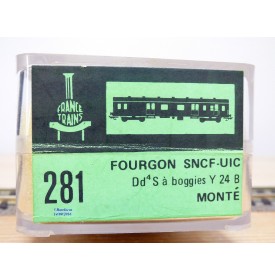 FRANCE
TRAINS
281
FOURGON SNCF-UIC
Dd⁴S à boggies Y 24 B
MONTÉ